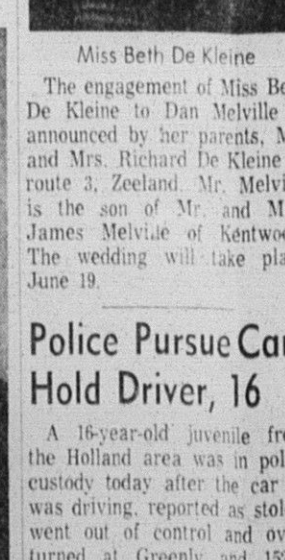 Miss Beth De Kleine
The engagement of Miss Be
De Kleine to Dan Melville
announced by her parents, M
and Mrs. Richard De Kleine
route 3, Zeeland. Mr. Melvi
is the son of Mr. and M
James Melville of Kentwoo
The wedding will take pla
June 19.
Police Pursue Car
Hold Driver, 16
A 16-year-old juvenile fr
the Holland area was in pol
custody today after the car
was driving, reported as stol
went out of control and ov
turned at Greenly and 15